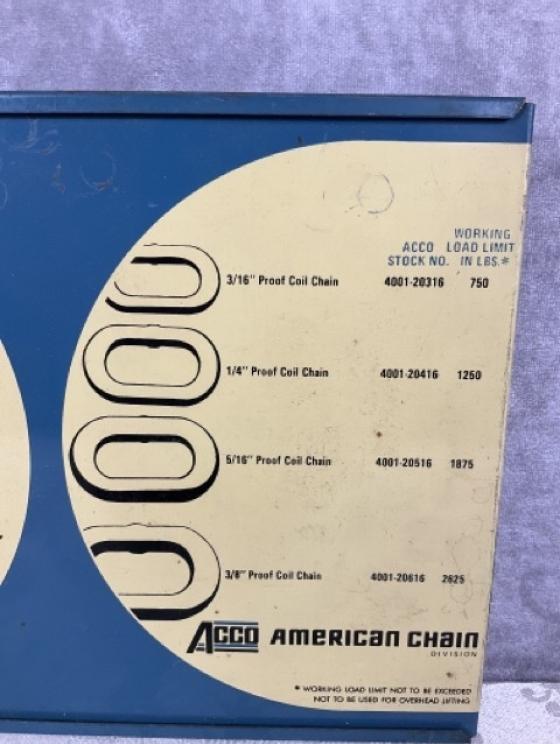 WORKING
ACCO LOAD LIMIT
STOCK NO. IN LBS.*
3/16" Proof Coil Chain 4001-20316 750
1/4" Proof Coil Chain 4001-20416 1250
5/16" Proof Coil Chain 4001-20516 1875
3/8" Proof Coil Chain 4001-20616 2625
ACCO AMERICAN CHAIN
DIVISION
* WORKING LOAD LIMIT NOT TO BE EXCEEDED
NOT TO BE USED FOR OVERHEAD LIFTING